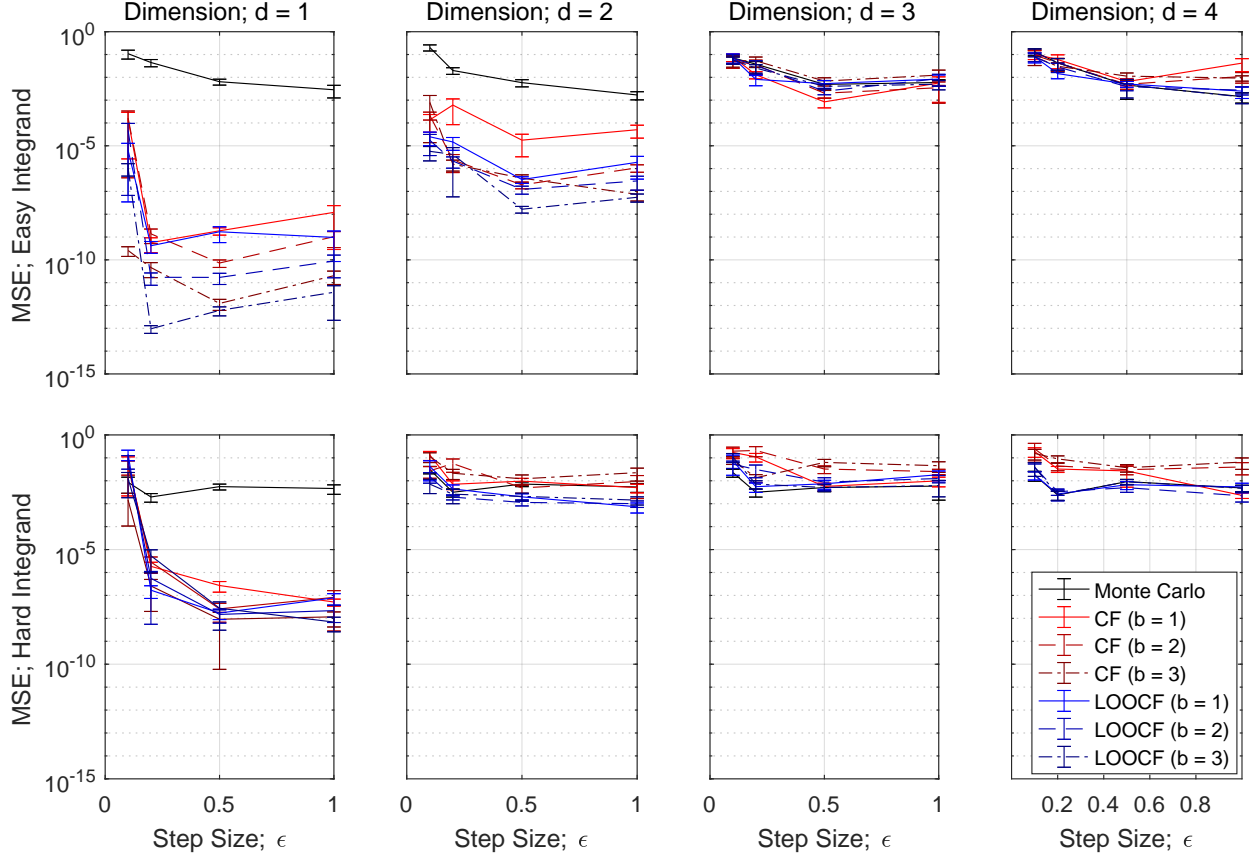 Dimension; d = 1
Dimension; d = 2
Dimension; d = 3
Dimension; d = 4
MSE; Easy Integrand
10^0
10^-5
10^-10
10^-15
MSE; Hard Integrand
10^0
10^-5
10^-10
10^-15
Monte Carlo
CF (b = 1)
CF (b = 2)
CF (b = 3)
LOOCF (b = 1)
LOOCF (b = 2)
LOOCF (b = 3)
0 0.5 1
0 0.5 1
0 0.5 1
0.2 0.4 0.6 0.8
Step Size; ϵ
Step Size; ϵ
Step Size; ϵ
Step Size; ϵ